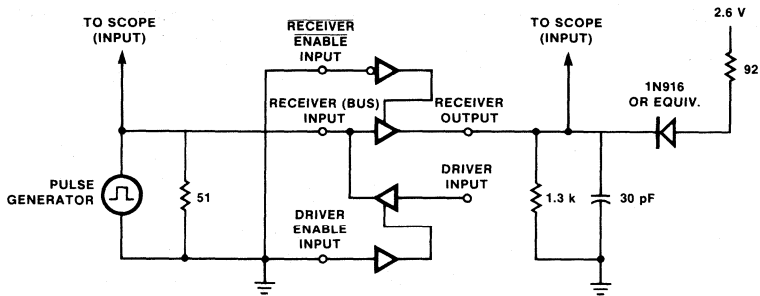 TO SCOPE
(INPUT)
RECEIVER
ENABLE
INPUT
TO SCOPE
(INPUT)
2.6 V
92
1N916
OR EQUIV.
RECEIVER (BUS)
INPUT
RECEIVER
OUTPUT
PULSE
GENERATOR
51
DRIVER
INPUT
1.3 k
30 pF
DRIVER
ENABLE
INPUT